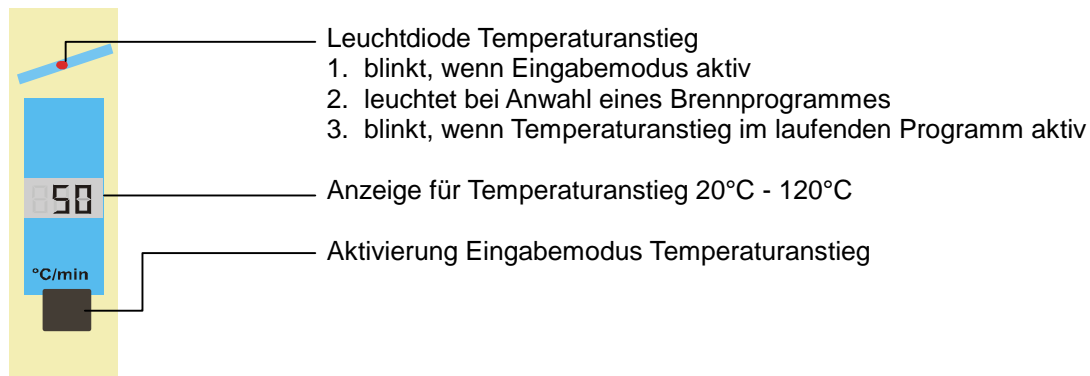 Leuchtdiode Temperaturanstieg
1. blinkt, wenn Eingabemodus aktiv
2. leuchtet bei Anwahl eines Brennprogrammes
3. blinkt, wenn Temperaturanstieg im laufenden Programm aktiv
50
Anzeige für Temperaturanstieg 20°C - 120°C
Aktivierung Eingabemodus Temperaturanstieg
°C/min